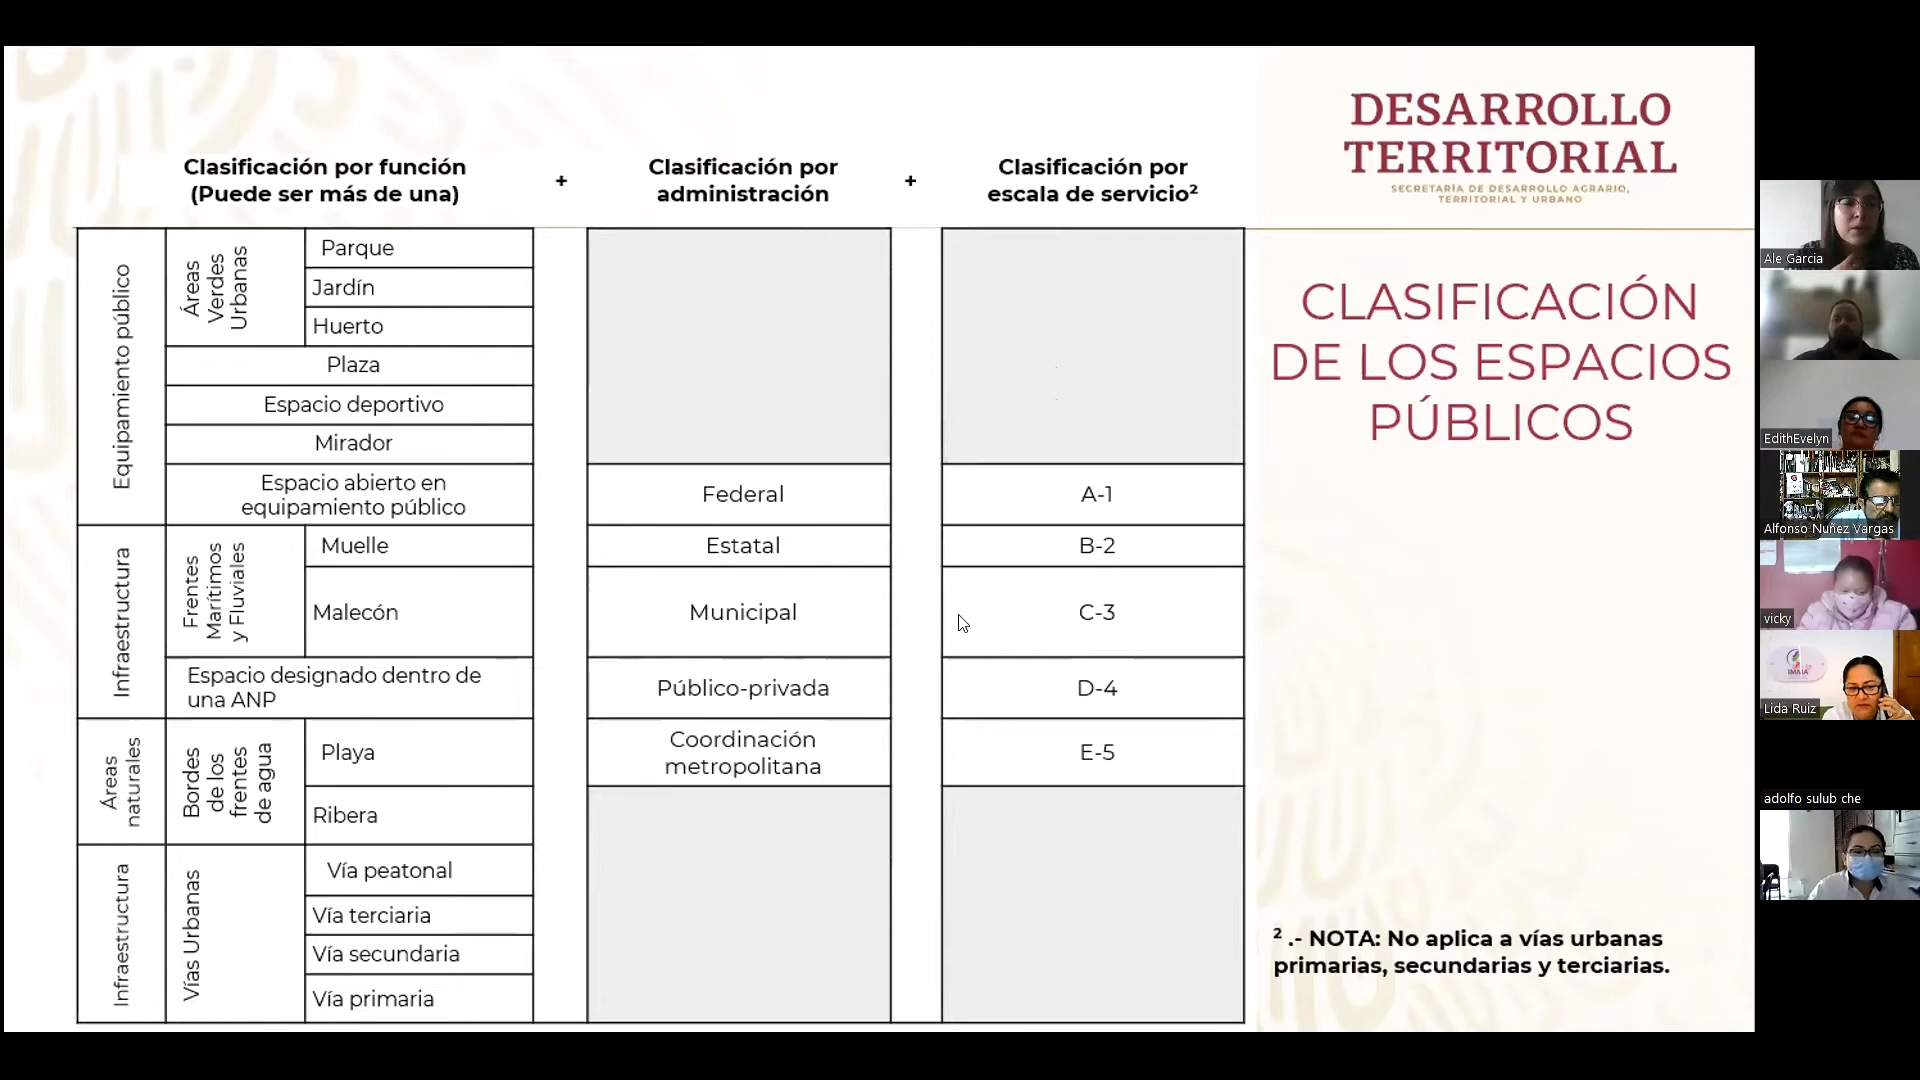 DESARROLLO
TERRITORIAL
SECRETARÍA DE DESARROLLO AGRARIO,
TERRITORIAL Y URBANO
CLASIFICACIÓN
DE LOS ESPACIOS
PÚBLICOS
Clasificación por función
(Puede ser más de una)
+
Clasificación por
administración
+
Clasificación por
escala de servicio²
Equipamiento público
Áreas
Verdes
Urbanas
Parque
Jardín
Huerto
Plaza
Espacio deportivo
Mirador
Espacio abierto en
equipamiento público
Federal
A-1
Infraestructura
Frentes
Marítimos
y Fluviales
Muelle
Estatal
B-2
Malecón
Municipal
C-3
Espacio designado dentro de
una ANP
Público-privada
D-4
Áreas
naturales
Bordes
de los
frentes
de agua
Playa
Coordinación
metropolitana
E-5
Ribera
Infraestructura
Vías Urbanas
Vía peatonal
Vía terciaria
Vía secundaria
Vía primaria
² .- NOTA: No aplica a vías urbanas
primarias, secundarias y terciarias.
Ale Garcia
EdithEvelyn
Alfonso Nuñez Vargas
vicky
Lida Ruiz
adolfo sulub che